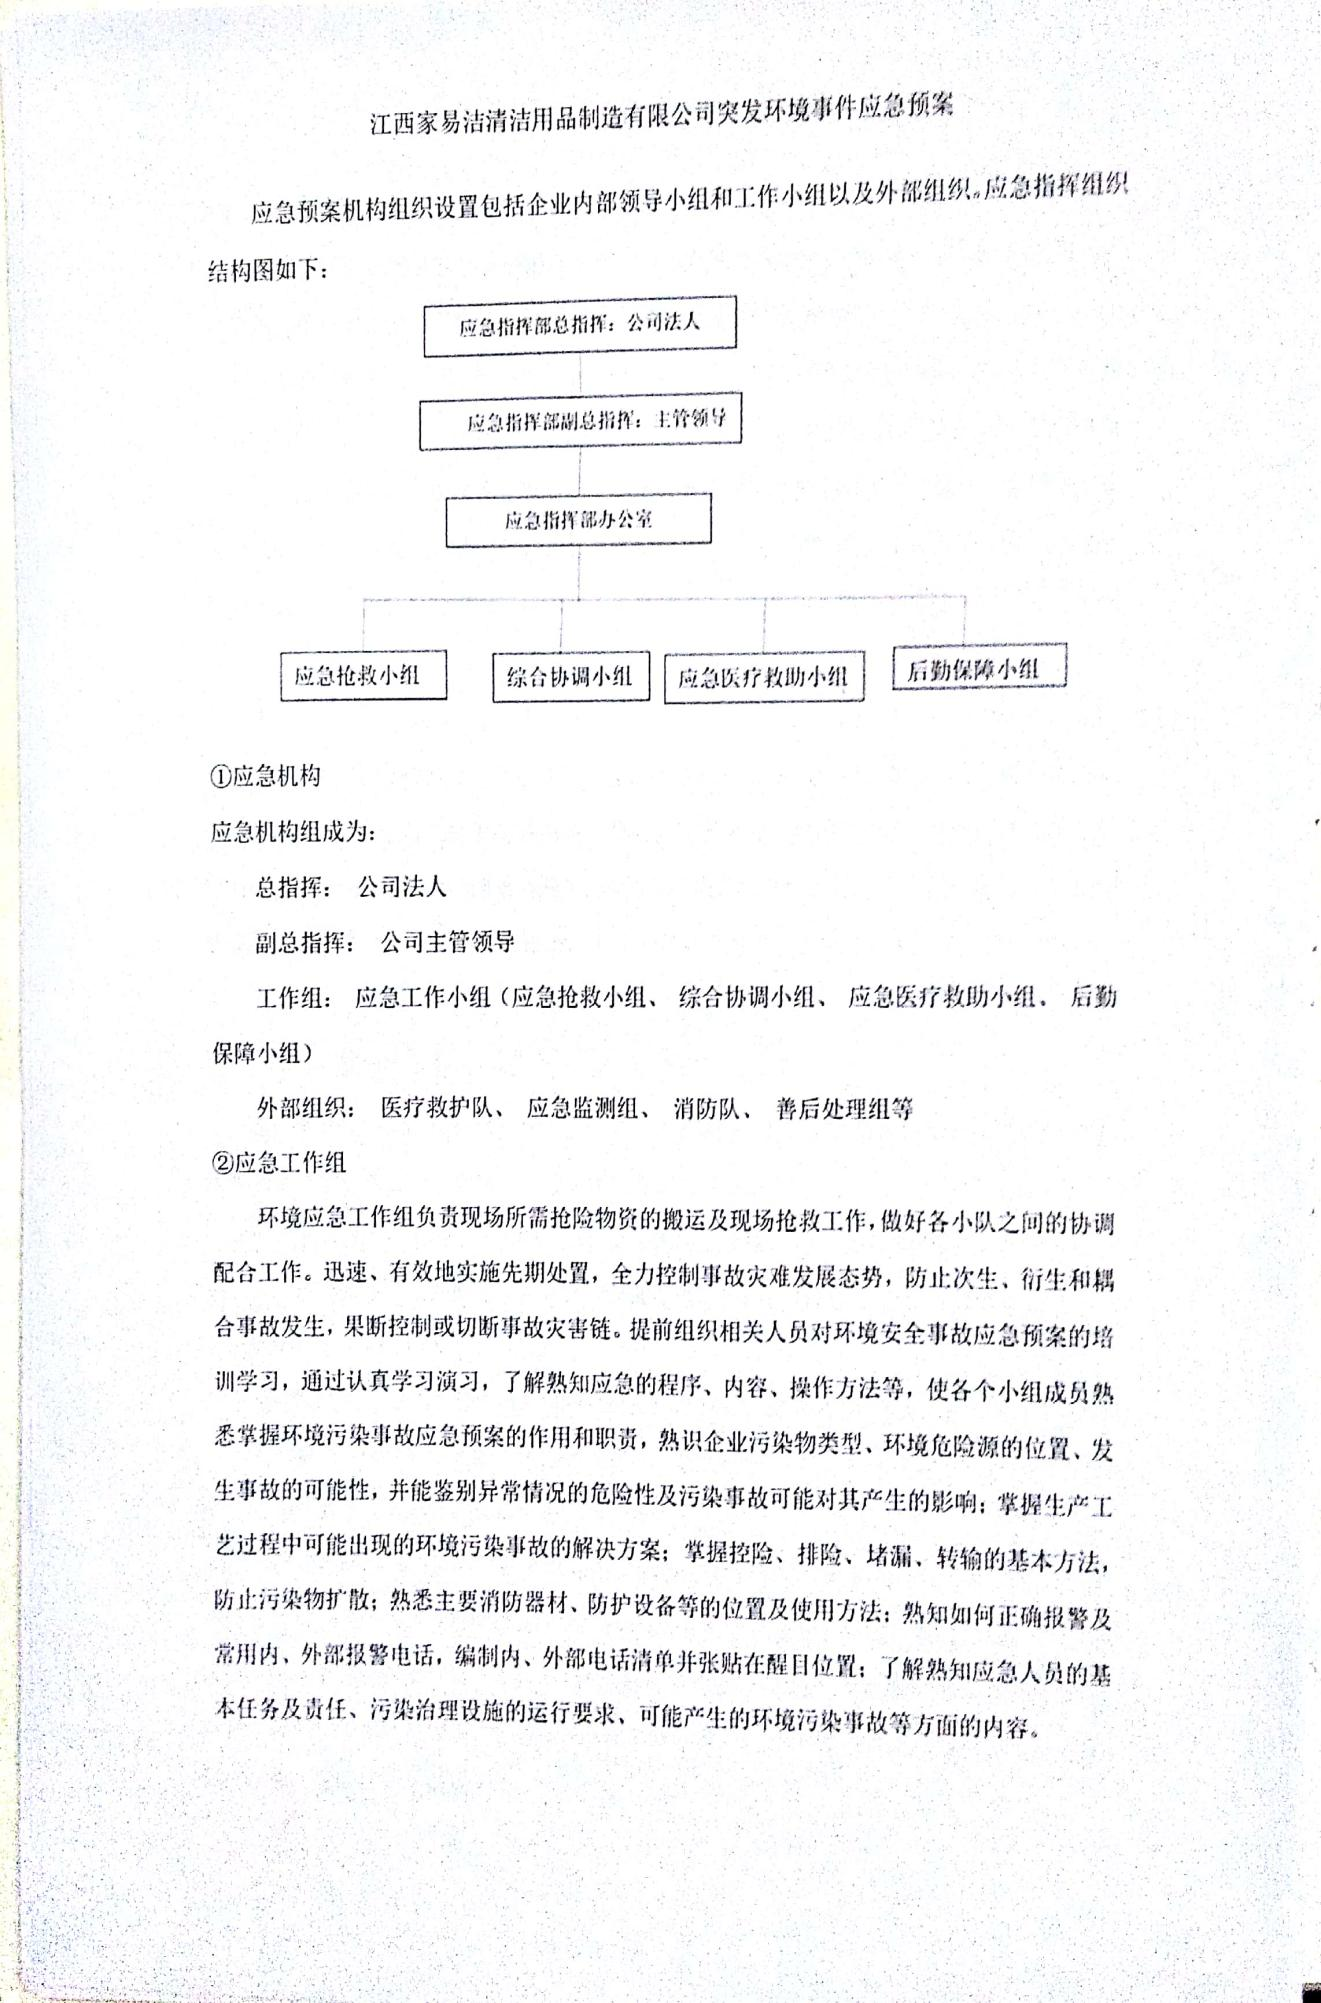 江西家易洁清洁用品制造有限公司突发环境事件应急预案
应急预案机构组织设置包括企业内部领导小组和工作小组以及外部组织。应急指挥组织
结构图如下：
应急指挥部总指挥：公司法人
应急指挥部副总指挥：主管领导
应急指挥部办公室
应急抢救小组 综合协调小组 应急医疗救助小组 后勤保障小组
①应急机构
应急机构组成为：
总指挥： 公司法人
副总指挥： 公司主管领导
工作组： 应急工作小组（应急抢救小组、 综合协调小组、 应急医疗救助小组、 后勤
保障小组）
外部组织： 医疗救护队、 应急监测组、 消防队、 善后处理组等
②应急工作组
环境应急工作组负责现场所需抢险物资的搬运及现场抢救工作，做好各小队之间的协调
配合工作。迅速、有效地实施先期处置，全力控制事故灾难发展态势，防止次生、衍生和耦
合事故发生，果断控制或切断事故灾害链。提前组织相关人员对环境安全事故应急预案的培
训学习，通过认真学习演习，了解熟知应急的程序、内容、操作方法等，使各个小组成员熟
悉掌握环境污染事故应急预案的作用和职责，熟识企业污染物类型、环境危险源的位置、发
生事故的可能性，并能鉴别异常情况的危险性及污染事故可能对其产生的影响；掌握生产工
艺过程中可能出现的环境污染事故的解决方案；掌握控险、排险、堵漏、转输的基本方法，
防止污染物扩散；熟悉主要消防器材、防护设备等的位置及使用方法；熟知如何正确报警及
常用内、外部报警电话，编制内、外部电话清单并张贴在醒目位置；了解熟知应急人员的基
本任务及责任、污染治理设施的运行要求、可能产生的环境污染事故等方面的内容。